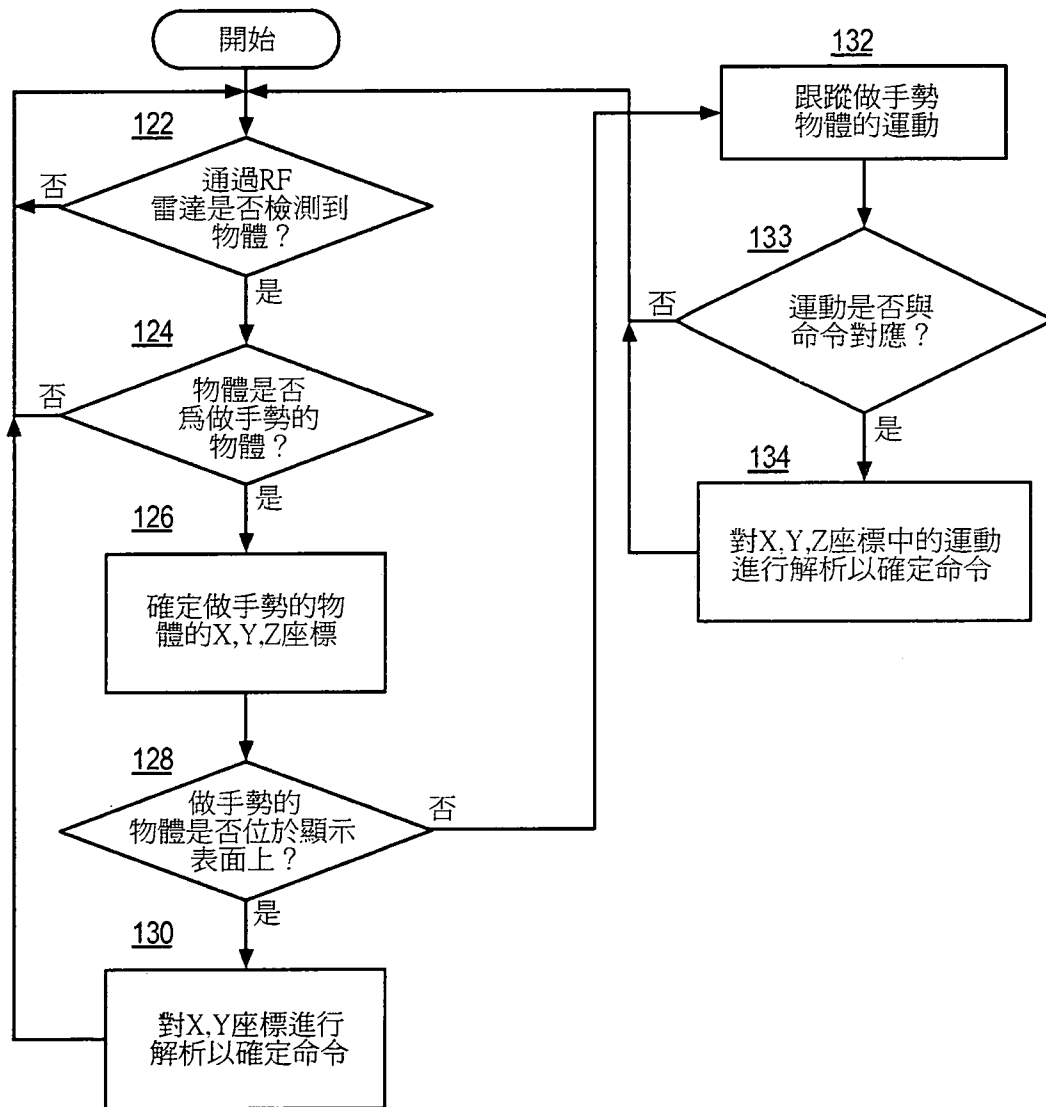 開始
122
通過RF
雷達是否檢測到
物體？
否
是
124
物體是否
爲做手勢的
物體？
否
是
126
確定做手勢的物
體的X,Y,Z座標
128
做手勢的
物體是否位於顯示
表面上？
否
是
130
對X,Y座標進行
解析以確定命令
132
跟蹤做手勢
物體的運動
133
運動是否與
命令對應？
否
是
134
對X,Y,Z座標中的運動
進行解析以確定命令